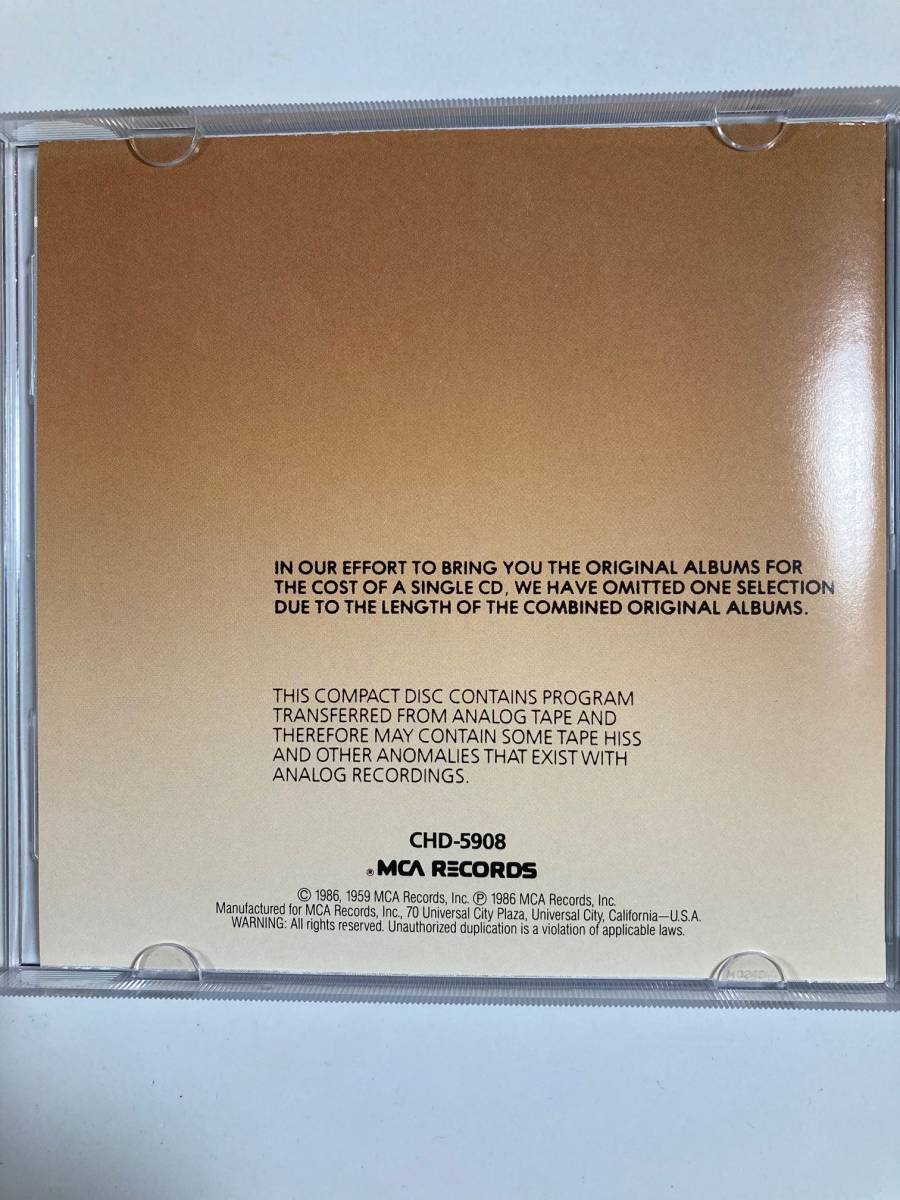 IN OUR EFFORT TO BRING YOU THE ORIGINAL ALBUMS FOR
THE COST OF A SINGLE CD, WE HAVE OMITTED ONE SELECTION
DUE TO THE LENGTH OF THE COMBINED ORIGINAL ALBUMS.
THIS COMPACT DISC CONTAINS PROGRAM
TRANSFERRED FROM ANALOG TAPE AND
THEREFORE MAY CONTAIN SOME TAPE HISS
AND OTHER ANOMALIES THAT EXIST WITH
ANALOG RECORDINGS.
CHD-5908
® MCA RECORDS
© 1986, 1959 MCA Records, Inc. ℗ 1986 MCA Records, Inc.
Manufactured for MCA Records, Inc., 70 Universal City Plaza, Universal City, California—U.S.A.
WARNING: All rights reserved. Unauthorized duplication is a violation of applicable laws.